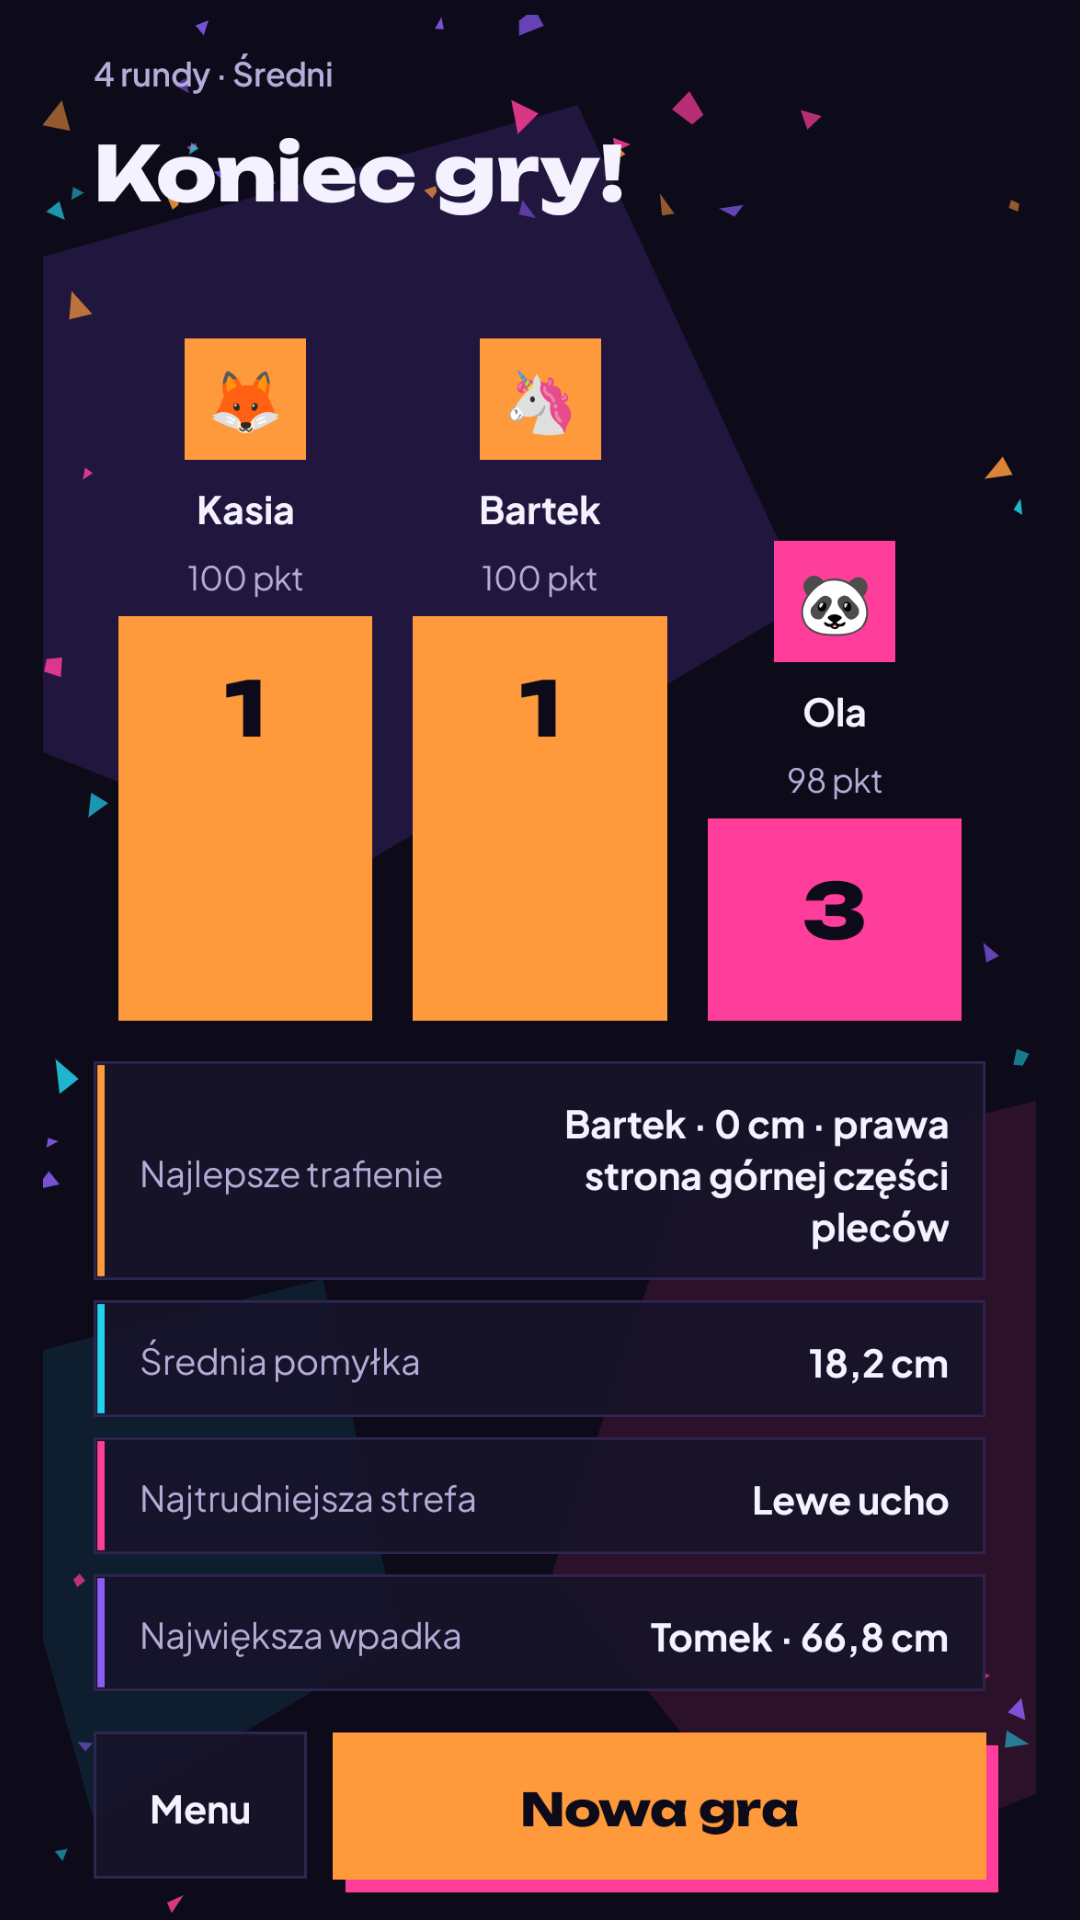 4 rundy · Średni
Koniec gry!
Kasia
100 pkt
1
Bartek
100 pkt
1
Ola
98 pkt
3
Najlepsze trafienie
Bartek · 0 cm · prawa
strona górnej części
pleców
Średnia pomyłka
18,2 cm
Najtrudniejsza strefa
Lewe ucho
Największa wpadka
Tomek · 66,8 cm
Menu
Nowa gra